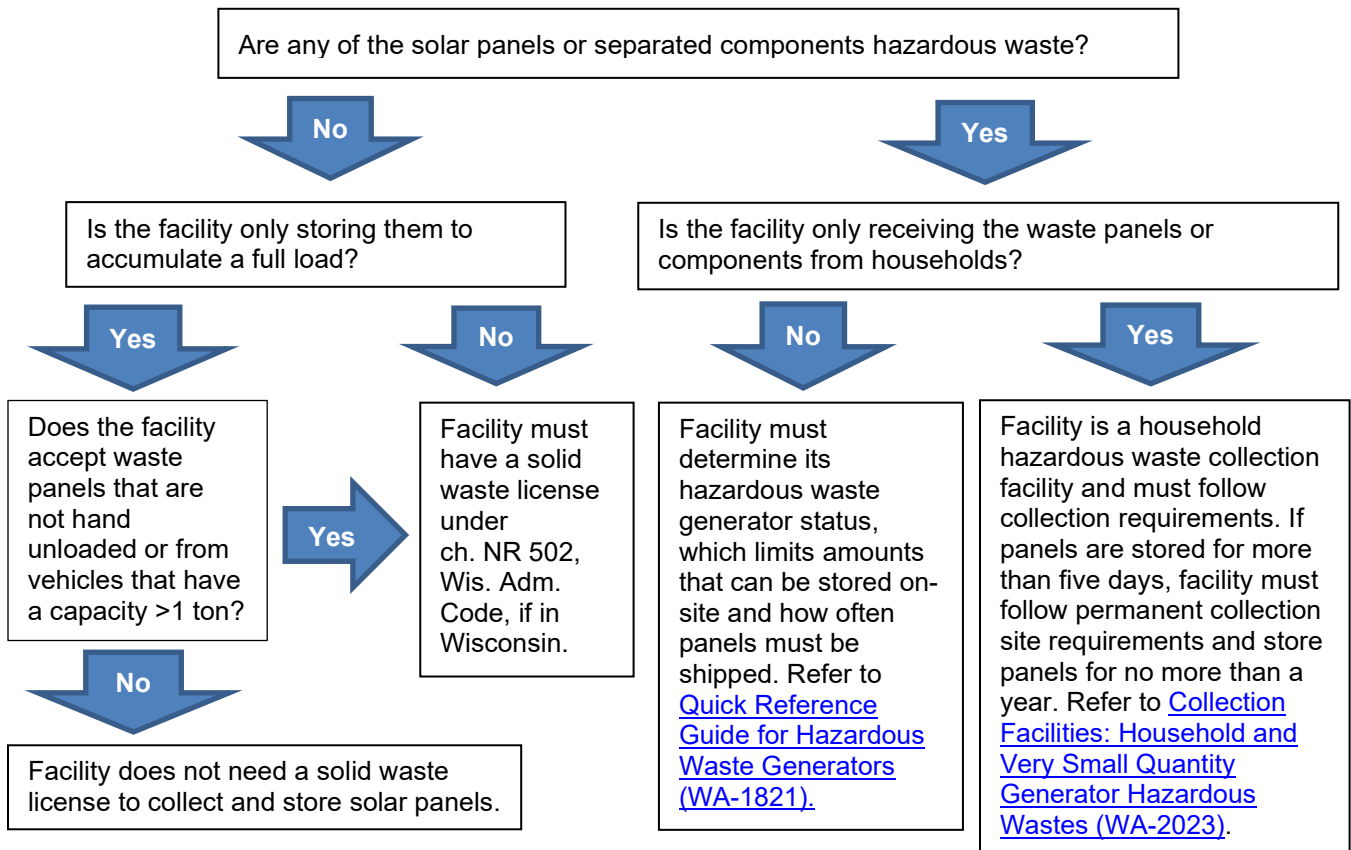 Are any of the solar panels or separated components hazardous waste?
No
Yes
Is the facility only storing them to
accumulate a full load?
Is the facility only receiving the waste panels or
components from households?
Yes
No
No
Yes
Does the facility
accept waste
panels that are
not hand
unloaded or from
vehicles that have
a capacity >1 ton?
Yes
Facility must
have a solid
waste license
under
ch. NR 502,
Wis. Adm.
Code, if in
Wisconsin.
Facility must
determine its
hazardous waste
generator status,
which limits amounts
that can be stored on-
site and how often
panels must be
shipped. Refer to
Quick Reference
Guide for Hazardous
Waste Generators
(WA-1821).
Facility is a household
hazardous waste collection
facility and must follow
collection requirements. If
panels are stored for more
than five days, facility must
follow permanent collection
site requirements and store
panels for no more than a
year. Refer to Collection
Facilities: Household and
Very Small Quantity
Generator Hazardous
Wastes (WA-2023).
No
Facility does not need a solid waste
license to collect and store solar panels.